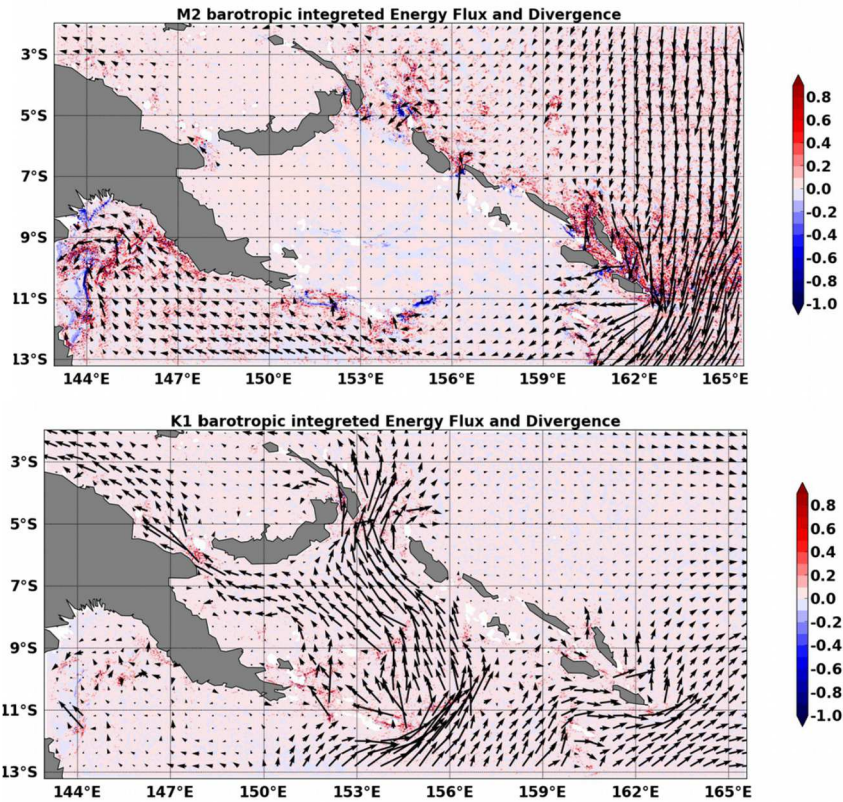 M2 barotropic integreted Energy Flux and Divergence
3°S
5°S
7°S
9°S
11°S
13°S
144°E 147°E 150°E 153°E 156°E 159°E 162°E 165°E
0.8
0.6
0.4
0.2
0.0
-0.2
-0.4
-0.6
-0.8
-1.0
K1 barotropic integreted Energy Flux and Divergence
3°S
5°S
7°S
9°S
11°S
13°S
144°E 147°E 150°E 153°E 156°E 159°E 162°E 165°E
0.8
0.6
0.4
0.2
0.0
-0.2
-0.4
-0.6
-0.8
-1.0